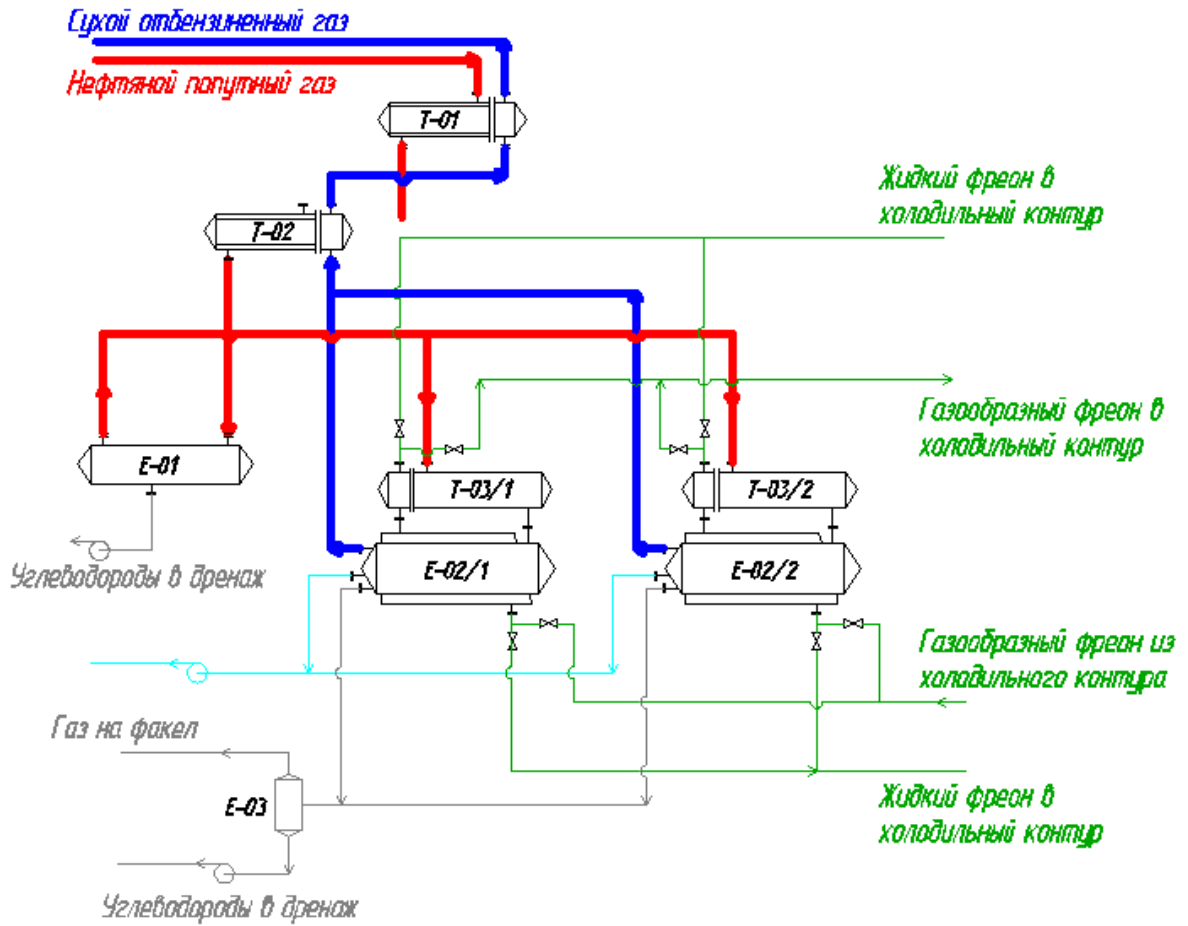 Сухой отбензиненный газ
Нефтяной попутный газ
Т-01
Жидкий фреон в
холодильный контур
Т-02
Газообразный фреон в
холодильный контур
Е-01
Т-03/1
Т-03/2
Е-02/1
Е-02/2
Углеводороды в дренаж
Газообразный фреон из
холодильного контура
Газ на факел
Е-03
Жидкий фреон в
холодильный контур
Углеводороды в дренаж